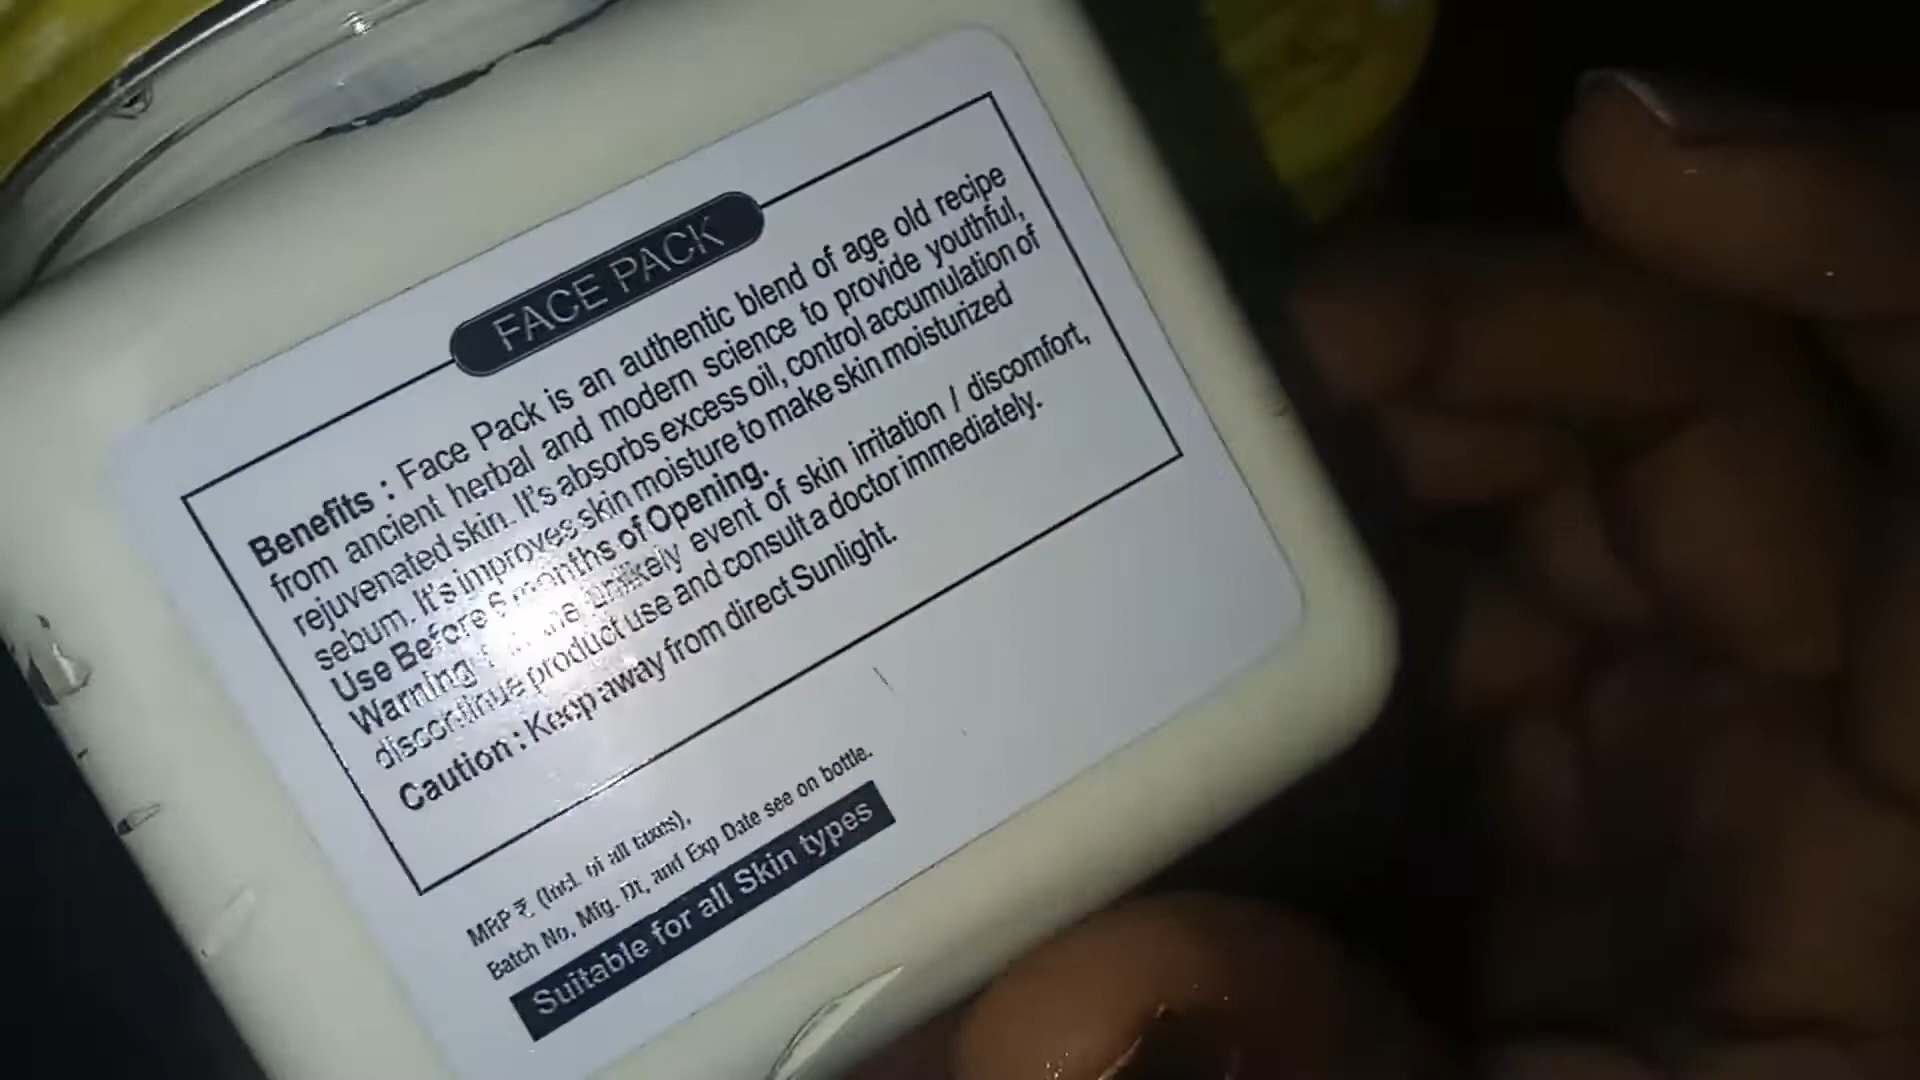 FACE PACK
Benefits : Face Pack is an authentic blend of age old recipe
from ancient herbal and modern science to provide youthful,
rejuvenated skin. It's absorbs excess oil, control accumulation of
sebum. It's improves skin moisture to make skin moisturized
Use Before 6 months of Opening.
Warning unlikely event of skin irritation / discomfort,
discontinue product use and consult a doctor immediately.
Caution : Keep away from direct Sunlight.
MRP ₹ (Incl. of all taxes),
Batch No, Mfg. Dt, and Exp Date see on bottle.
Suitable for all Skin types